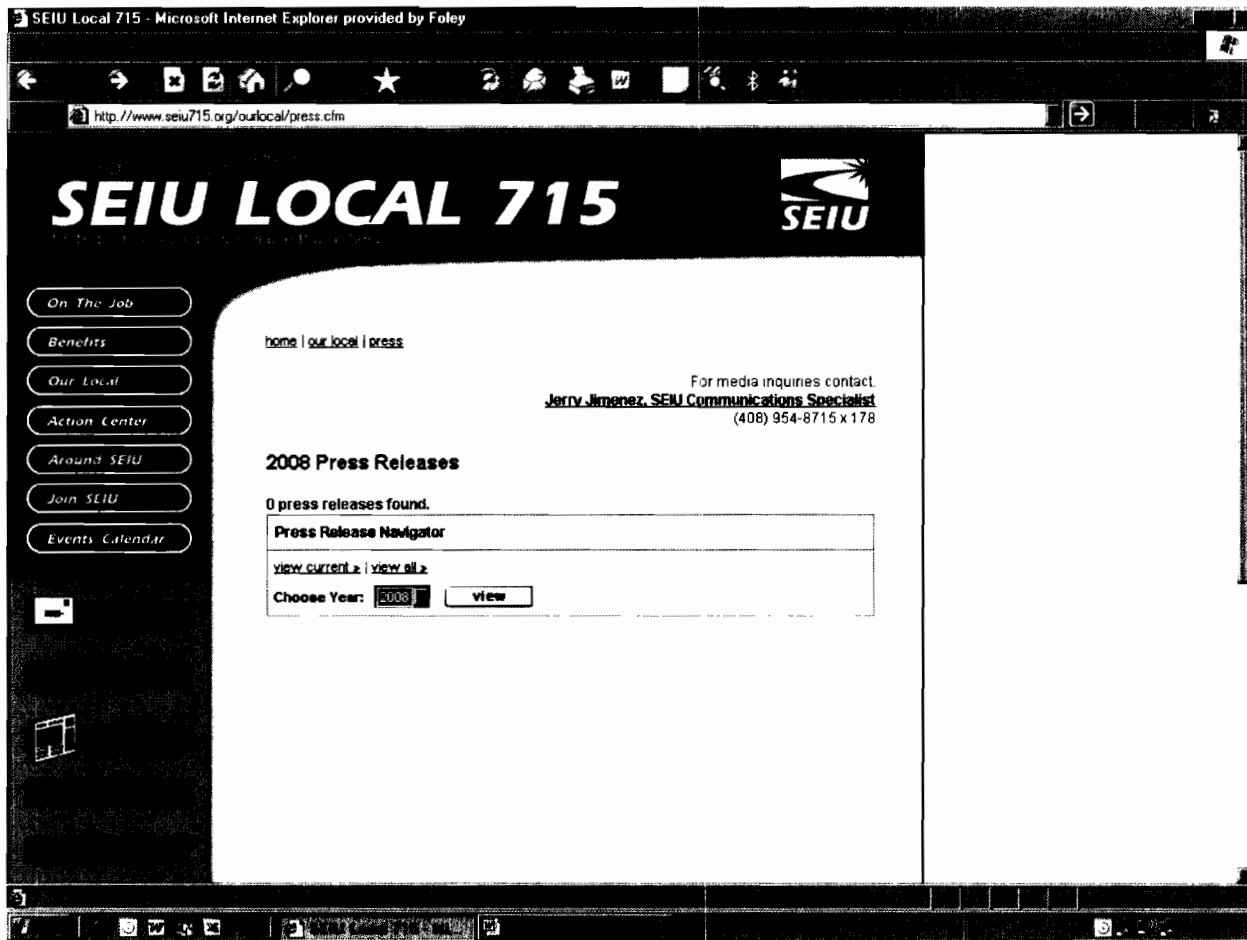 SEIU Local 715 - Microsoft Internet Explorer provided by Foley
http://www.seiu715.org/ourlocal/press.cfm
SEIU LOCAL 715
SEIU
On The Job
Benefits
Our Local
Action Center
Around SEIU
Join SEIU
Events Calendar
home | our local | press
For media inquiries contact.
Jerry Jimenez, SEIU Communications Specialist
(408) 954-8715 x 178
2008 Press Releases
0 press releases found.
Press Release Navigator
view current > | view all >
Choose Year: 2008 view